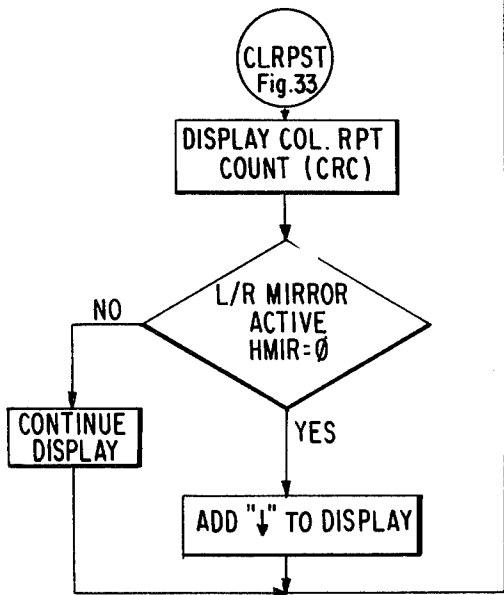 CLRPST
Fig.33
DISPLAY COL. RPT
COUNT (CRC)
L/R MIRROR
ACTIVE
HMIR=Ø
NO
YES
CONTINUE
DISPLAY
ADD "↓" TO DISPLAY